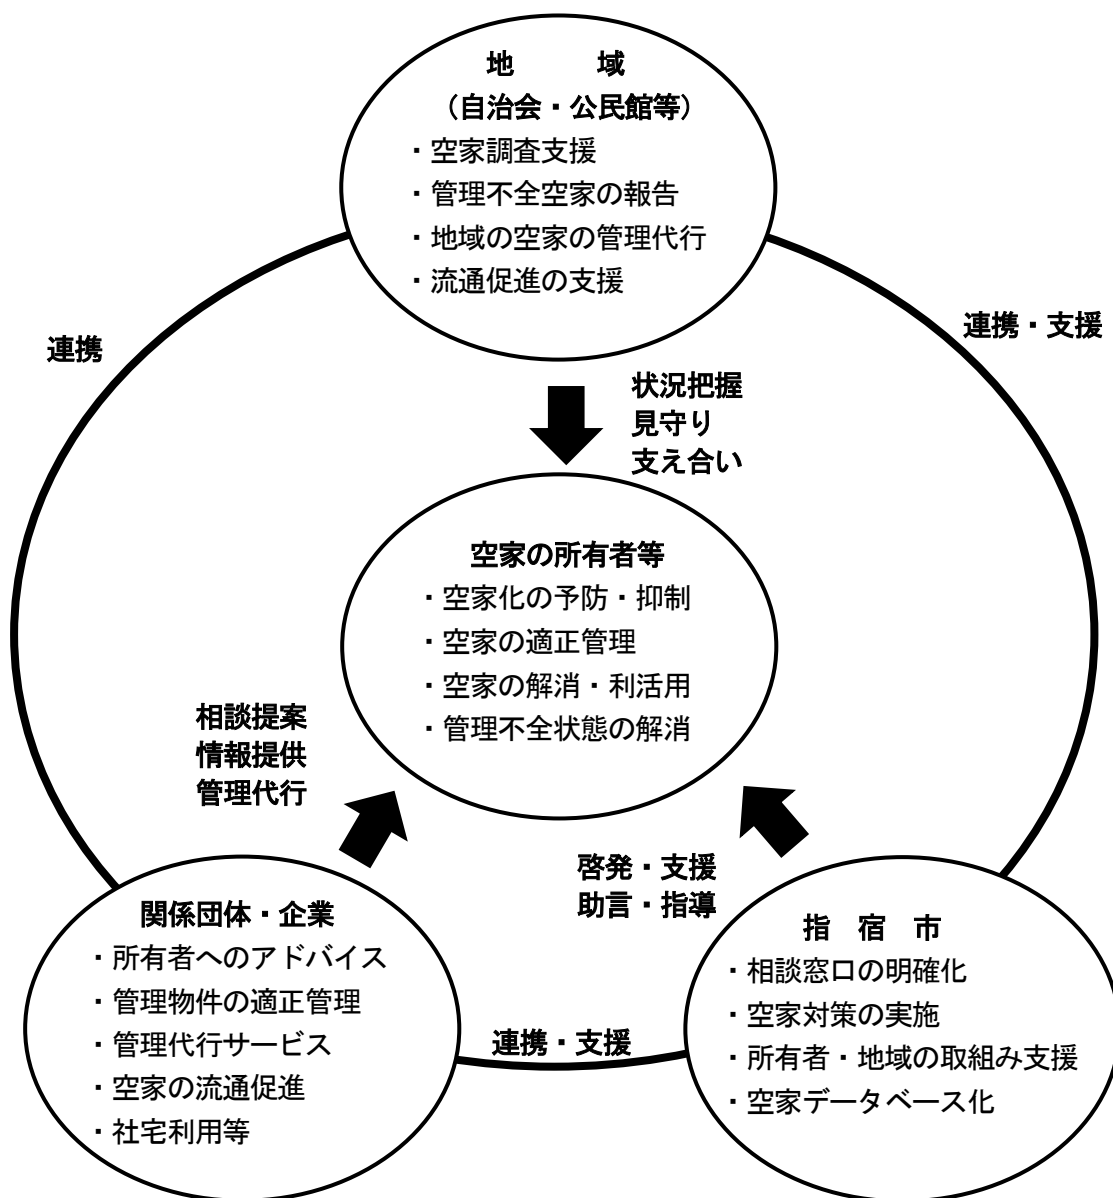 地　域
（自治会・公民館等）
・空家調査支援
・管理不全空家の報告
・地域の空家の管理代行
・流通促進の支援
連携
連携・支援
状況把握
見守り
支え合い
空家の所有者等
・空家化の予防・抑制
・空家の適正管理
・空家の解消・利活用
・管理不全状態の解消
相談提案
情報提供
管理代行
啓発・支援
助言・指導
関係団体・企業
・所有者へのアドバイス
・管理物件の適正管理
・管理代行サービス
・空家の流通促進
・社宅利用等
連携・支援
指　宿　市
・相談窓口の明確化
・空家対策の実施
・所有者・地域の取組み支援
・空家データベース化